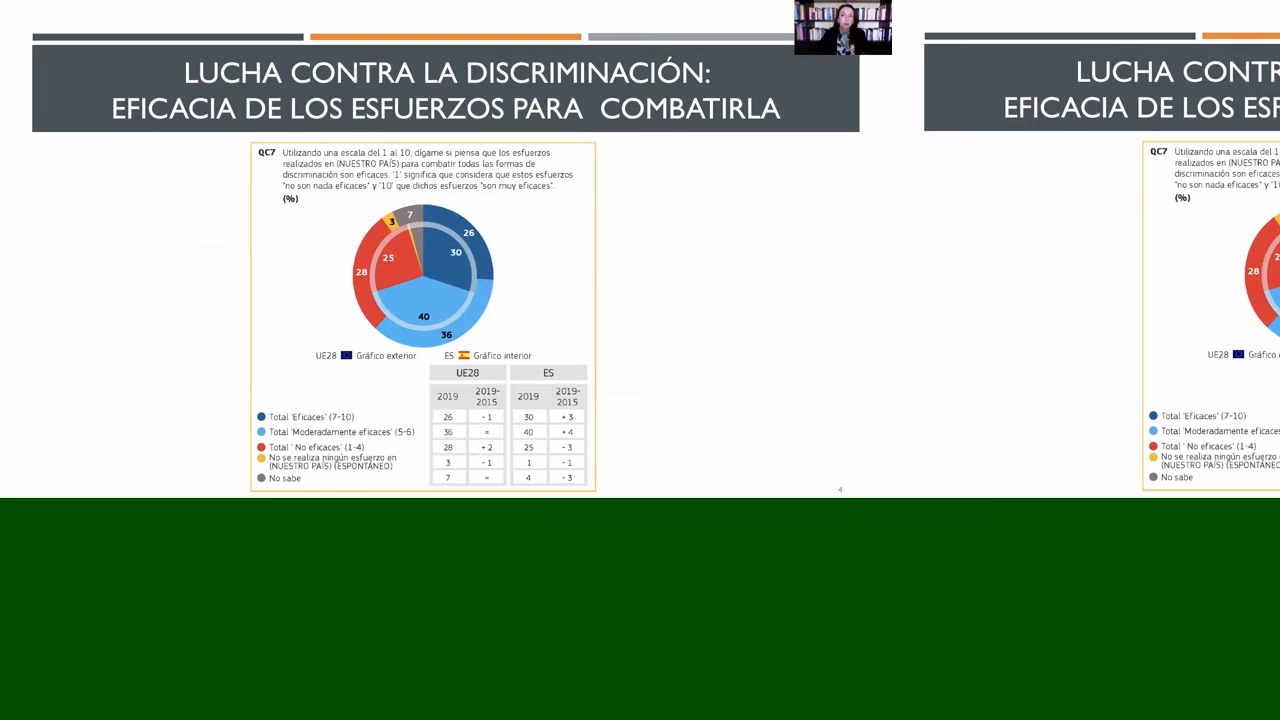 LUCHA CONTRA LA DISCRIMINACIÓN:
EFICACIA DE LOS ESFUERZOS PARA COMBATIRLA
QC7 Utilizando una escala del 1 al 10, dígame si piensa que los esfuerzos
realizados en (NUESTRO PAÍS) para combatir todas las formas de
discriminación son eficaces. '1' significa que considera que estos esfuerzos
"no son nada eficaces" y '10' que dichos esfuerzos "son muy eficaces".
(%)
3 7
26
30
25
28
40
36
UE28 Gráfico exterior ES Gráfico interior
UE28 ES
2019 2019-2015 2019 2019-2015
Total 'Eficaces' (7-10) 26 - 1 30 + 3
Total 'Moderadamente eficaces' (5-6) 36 = 40 + 4
Total ' No eficaces' (1-4) 28 + 2 25 - 3
No se realiza ningún esfuerzo en
(NUESTRO PAÍS) (ESPONTÁNEO) 3 - 1 1 - 1
No sabe 7 = 4 - 3
4
LUCHA CONTR
EFICACIA DE LOS ESF
QC7 Utilizando una escala del 1
realizados en (NUESTRO PA
discriminación son eficaces.
"no son nada eficaces" y '10
(%)
28
UE28 Gráfico e
Total 'Eficaces' (7-10)
Total 'Moderadamente eficaces
Total ' No eficaces' (1-4)
No se realiza ningún esfuerzo e
(NUESTRO PAÍS) (ESPONTÁNEO)
No sabe